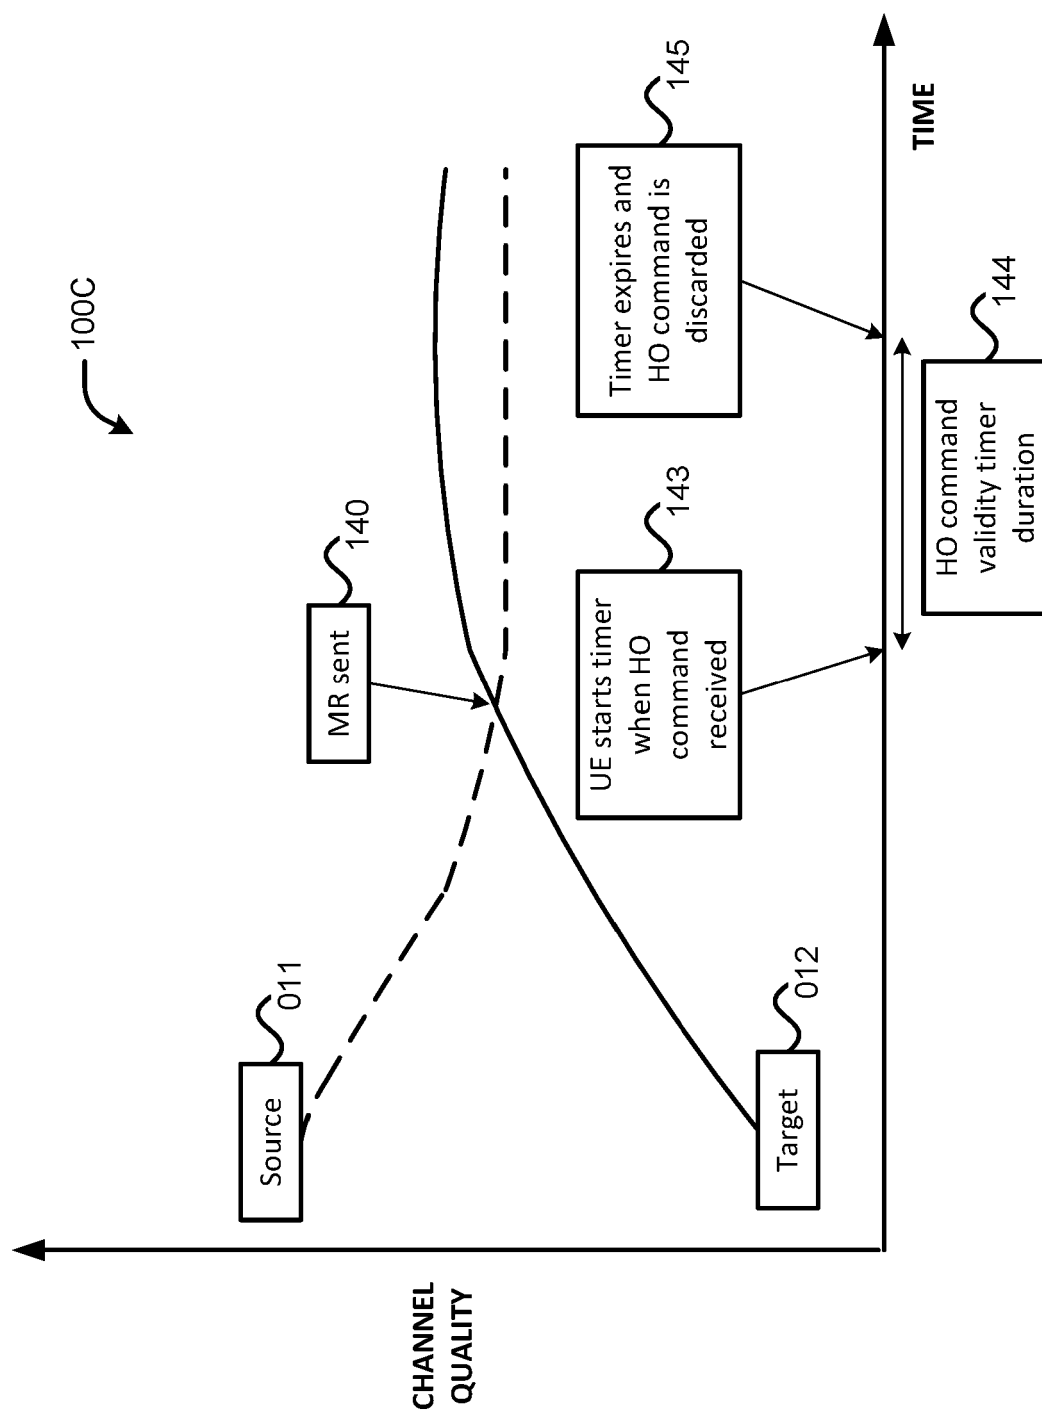 100C
Source
011
MR sent
140
Target
012
UE starts timer
when HO
command
received
143
Timer expires and
HO command is
discarded
145
HO command
validity timer
duration
144
CHANNEL
QUALITY
TIME